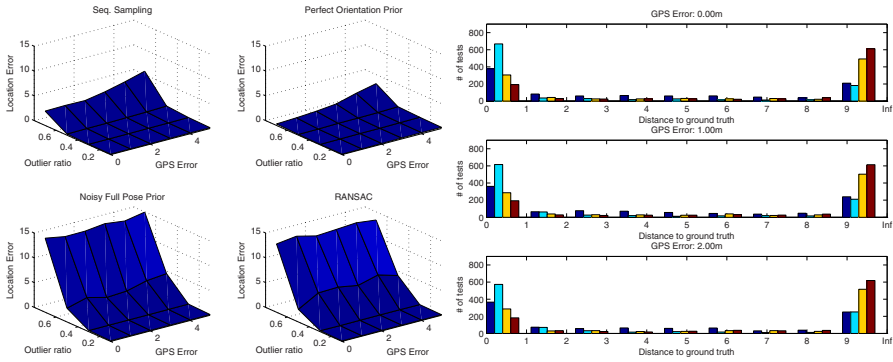 Seq. Sampling
15
10
5
0
Location Error
0.6
0.4
0.2
Outlier ratio
0
2
4
GPS Error
Perfect Orientation Prior
15
10
5
0
Location Error
0.6
0.4
0.2
Outlier ratio
0
2
4
GPS Error
Noisy Full Pose Prior
15
10
5
0
Location Error
0.6
0.4
0.2
Outlier ratio
0
2
4
GPS Error
RANSAC
15
10
5
0
Location Error
0.6
0.4
0.2
Outlier ratio
0
2
4
GPS Error
GPS Error: 0.00m
800
600
400
200
0
# of tests
0 1 2 3 4 5 6 7 8 9 Inf
Distance to ground truth
GPS Error: 1.00m
800
600
400
200
0
# of tests
0 1 2 3 4 5 6 7 8 9 Inf
Distance to ground truth
GPS Error: 2.00m
800
600
400
200
0
# of tests
0 1 2 3 4 5 6 7 8 9 Inf
Distance to ground truth